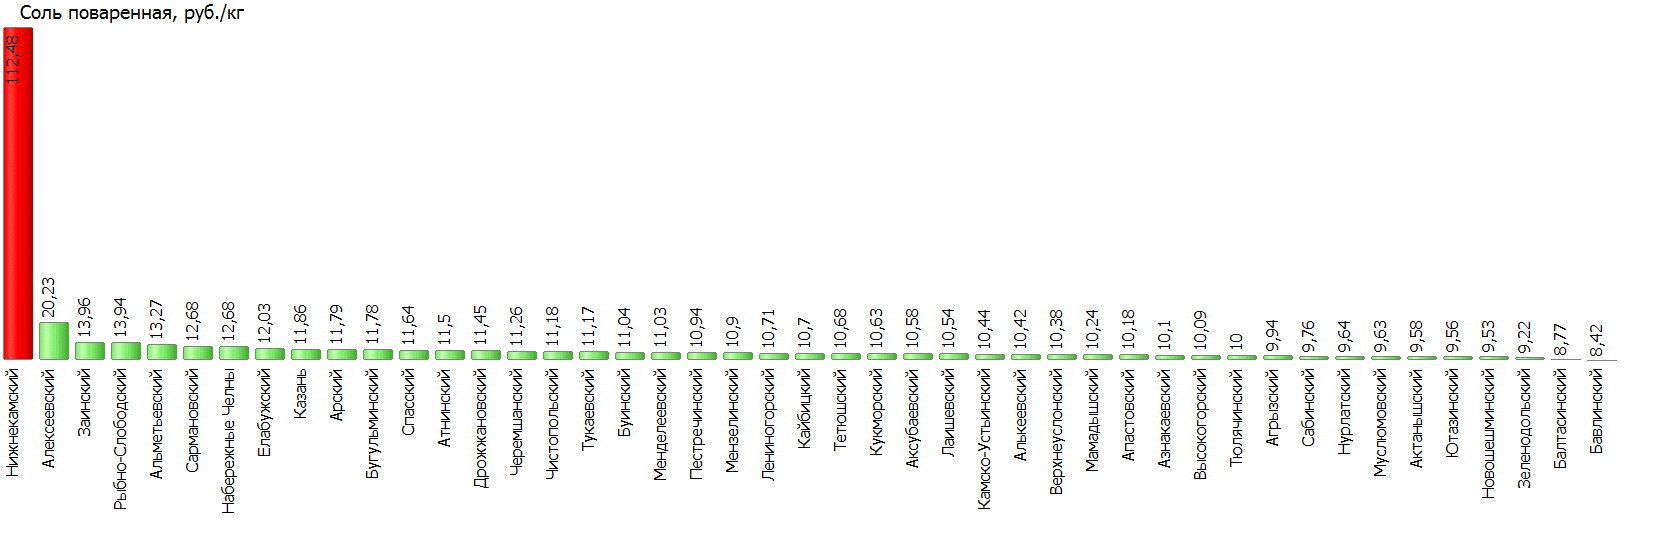 Соль поваренная, руб./кг
112,48
20,23
13,96
13,94
13,27
12,68
12,68
12,03
11,86
11,79
11,78
11,64
11,5
11,45
11,26
11,18
11,17
11,04
11,03
10,94
10,9
10,71
10,7
10,68
10,63
10,58
10,54
10,44
10,42
10,38
10,24
10,18
10,1
10,09
10
9,94
9,76
9,64
9,63
9,58
9,56
9,53
9,22
8,77
8,42
Нижнекамский
Алексеевский
Заинский
Рыбно-Слободский
Альметьевский
Сармановский
Набережные Челны
Елабужский
Казань
Арский
Бугульминский
Спасский
Атнинский
Дрожжановский
Черемшанский
Чистопольский
Тукаевский
Буинский
Менделеевский
Пестречинский
Мензелинский
Лениногорский
Кайбицкий
Тетюшский
Кукморский
Аксубаевский
Лаишевский
Камско-Устьинский
Алькеевский
Верхнеуслонский
Мамадышский
Апастовский
Азнакаевский
Высокогорский
Тюлячинский
Агрызский
Сабинский
Нурлатский
Муслюмовский
Актанышский
Ютазинский
Новошешминский
Зеленодольский
Балтасинский
Бавлинский